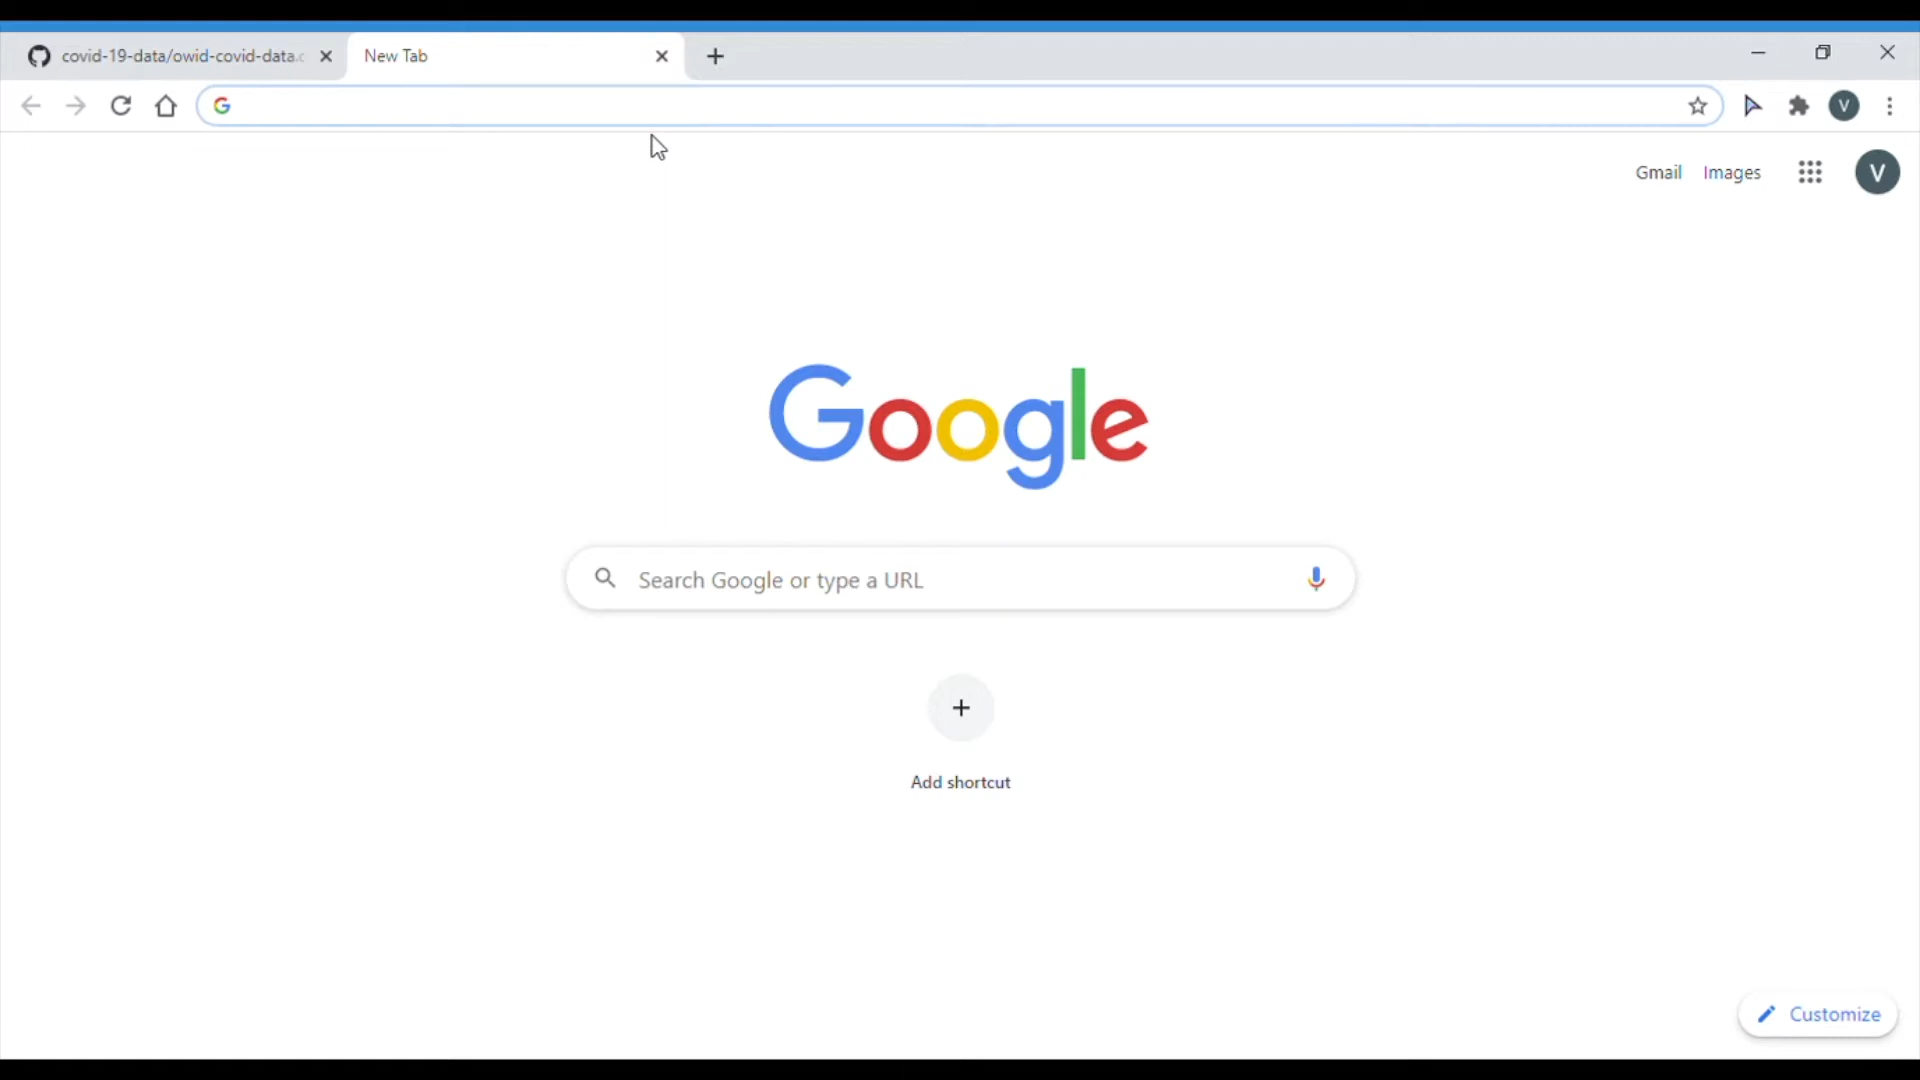 covid-19-data/owid-covid-data.c
New Tab
V
Gmail
Images
V
Google
Search Google or type a URL
Add shortcut
Customize